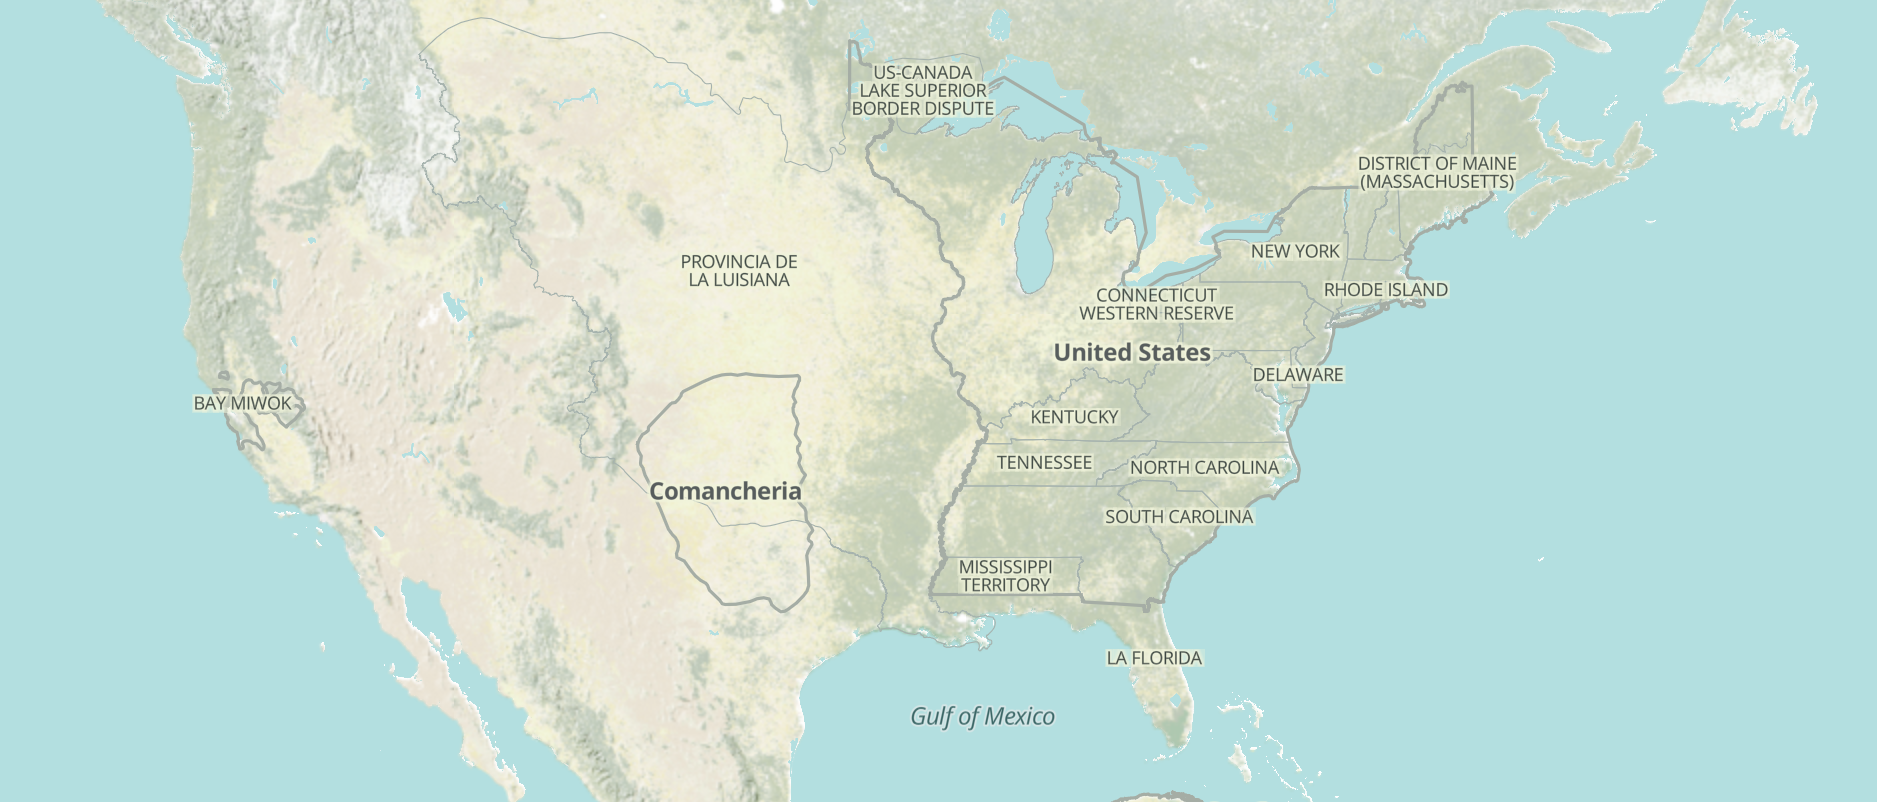 US-CANADA
LAKE SUPERIOR
BORDER DISPUTE
DISTRICT OF MAINE
(MASSACHUSETTS)
NEW YORK
PROVINCIA DE
LA LUISIANA
RHODE ISLAND
CONNECTICUT
WESTERN RESERVE
United States
DELAWARE
BAY MIWOK
KENTUCKY
TENNESSEE
NORTH CAROLINA
Comancheria
SOUTH CAROLINA
MISSISSIPPI
TERRITORY
LA FLORIDA
Gulf of Mexico